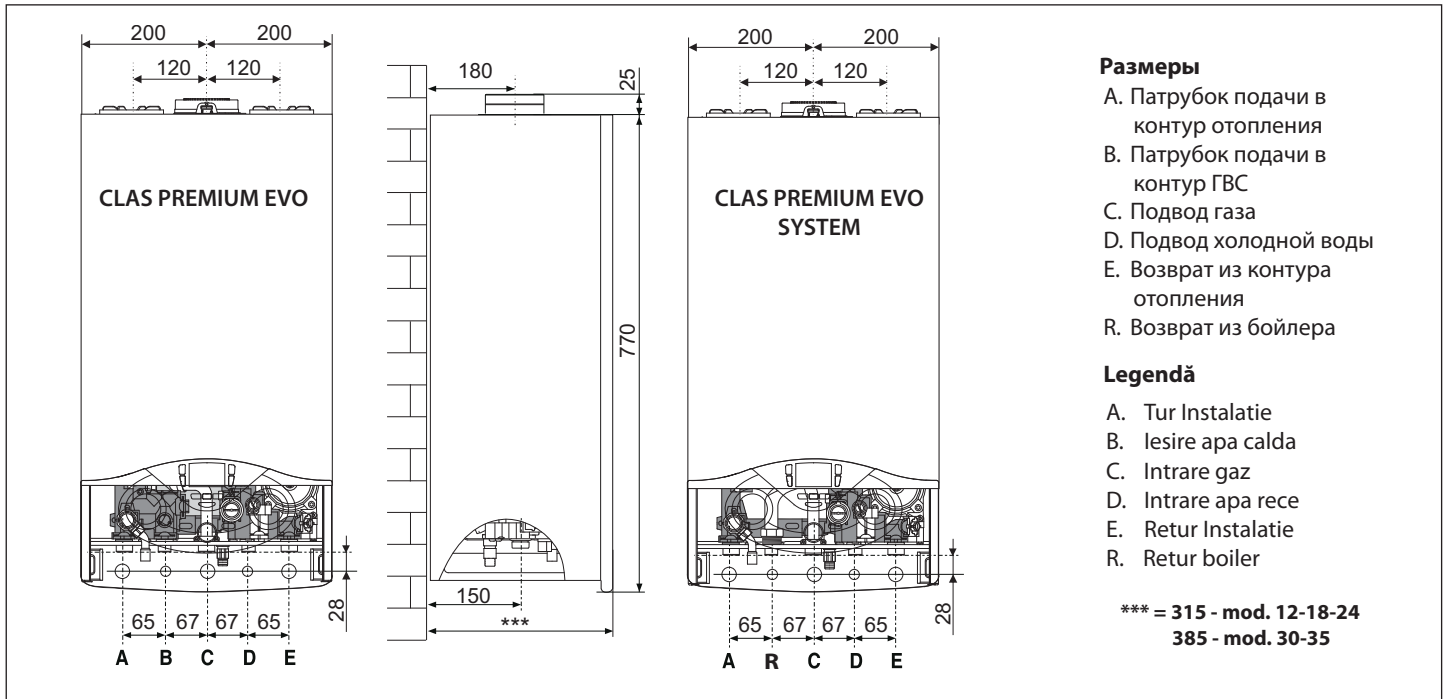 200 200
120 120
CLAS PREMIUM EVO
28
65 67 67 65
A B C D E
180
25
770
150
***
200 200
120 120
CLAS PREMIUM EVO
SYSTEM
28
65 67 67 65
A R C D E
Размеры
A. Патрубок подачи в
контур отопления
B. Патрубок подачи в
контур ГВС
C. Подвод газа
D. Подвод холодной воды
E. Возврат из контура
отопления
R. Возврат из бойлера
Legendă
A. Tur Instalatie
B. Iesire apa calda
C. Intrare gaz
D. Intrare apa rece
E. Retur Instalatie
R. Retur boiler
*** = 315 - mod. 12-18-24
385 - mod. 30-35